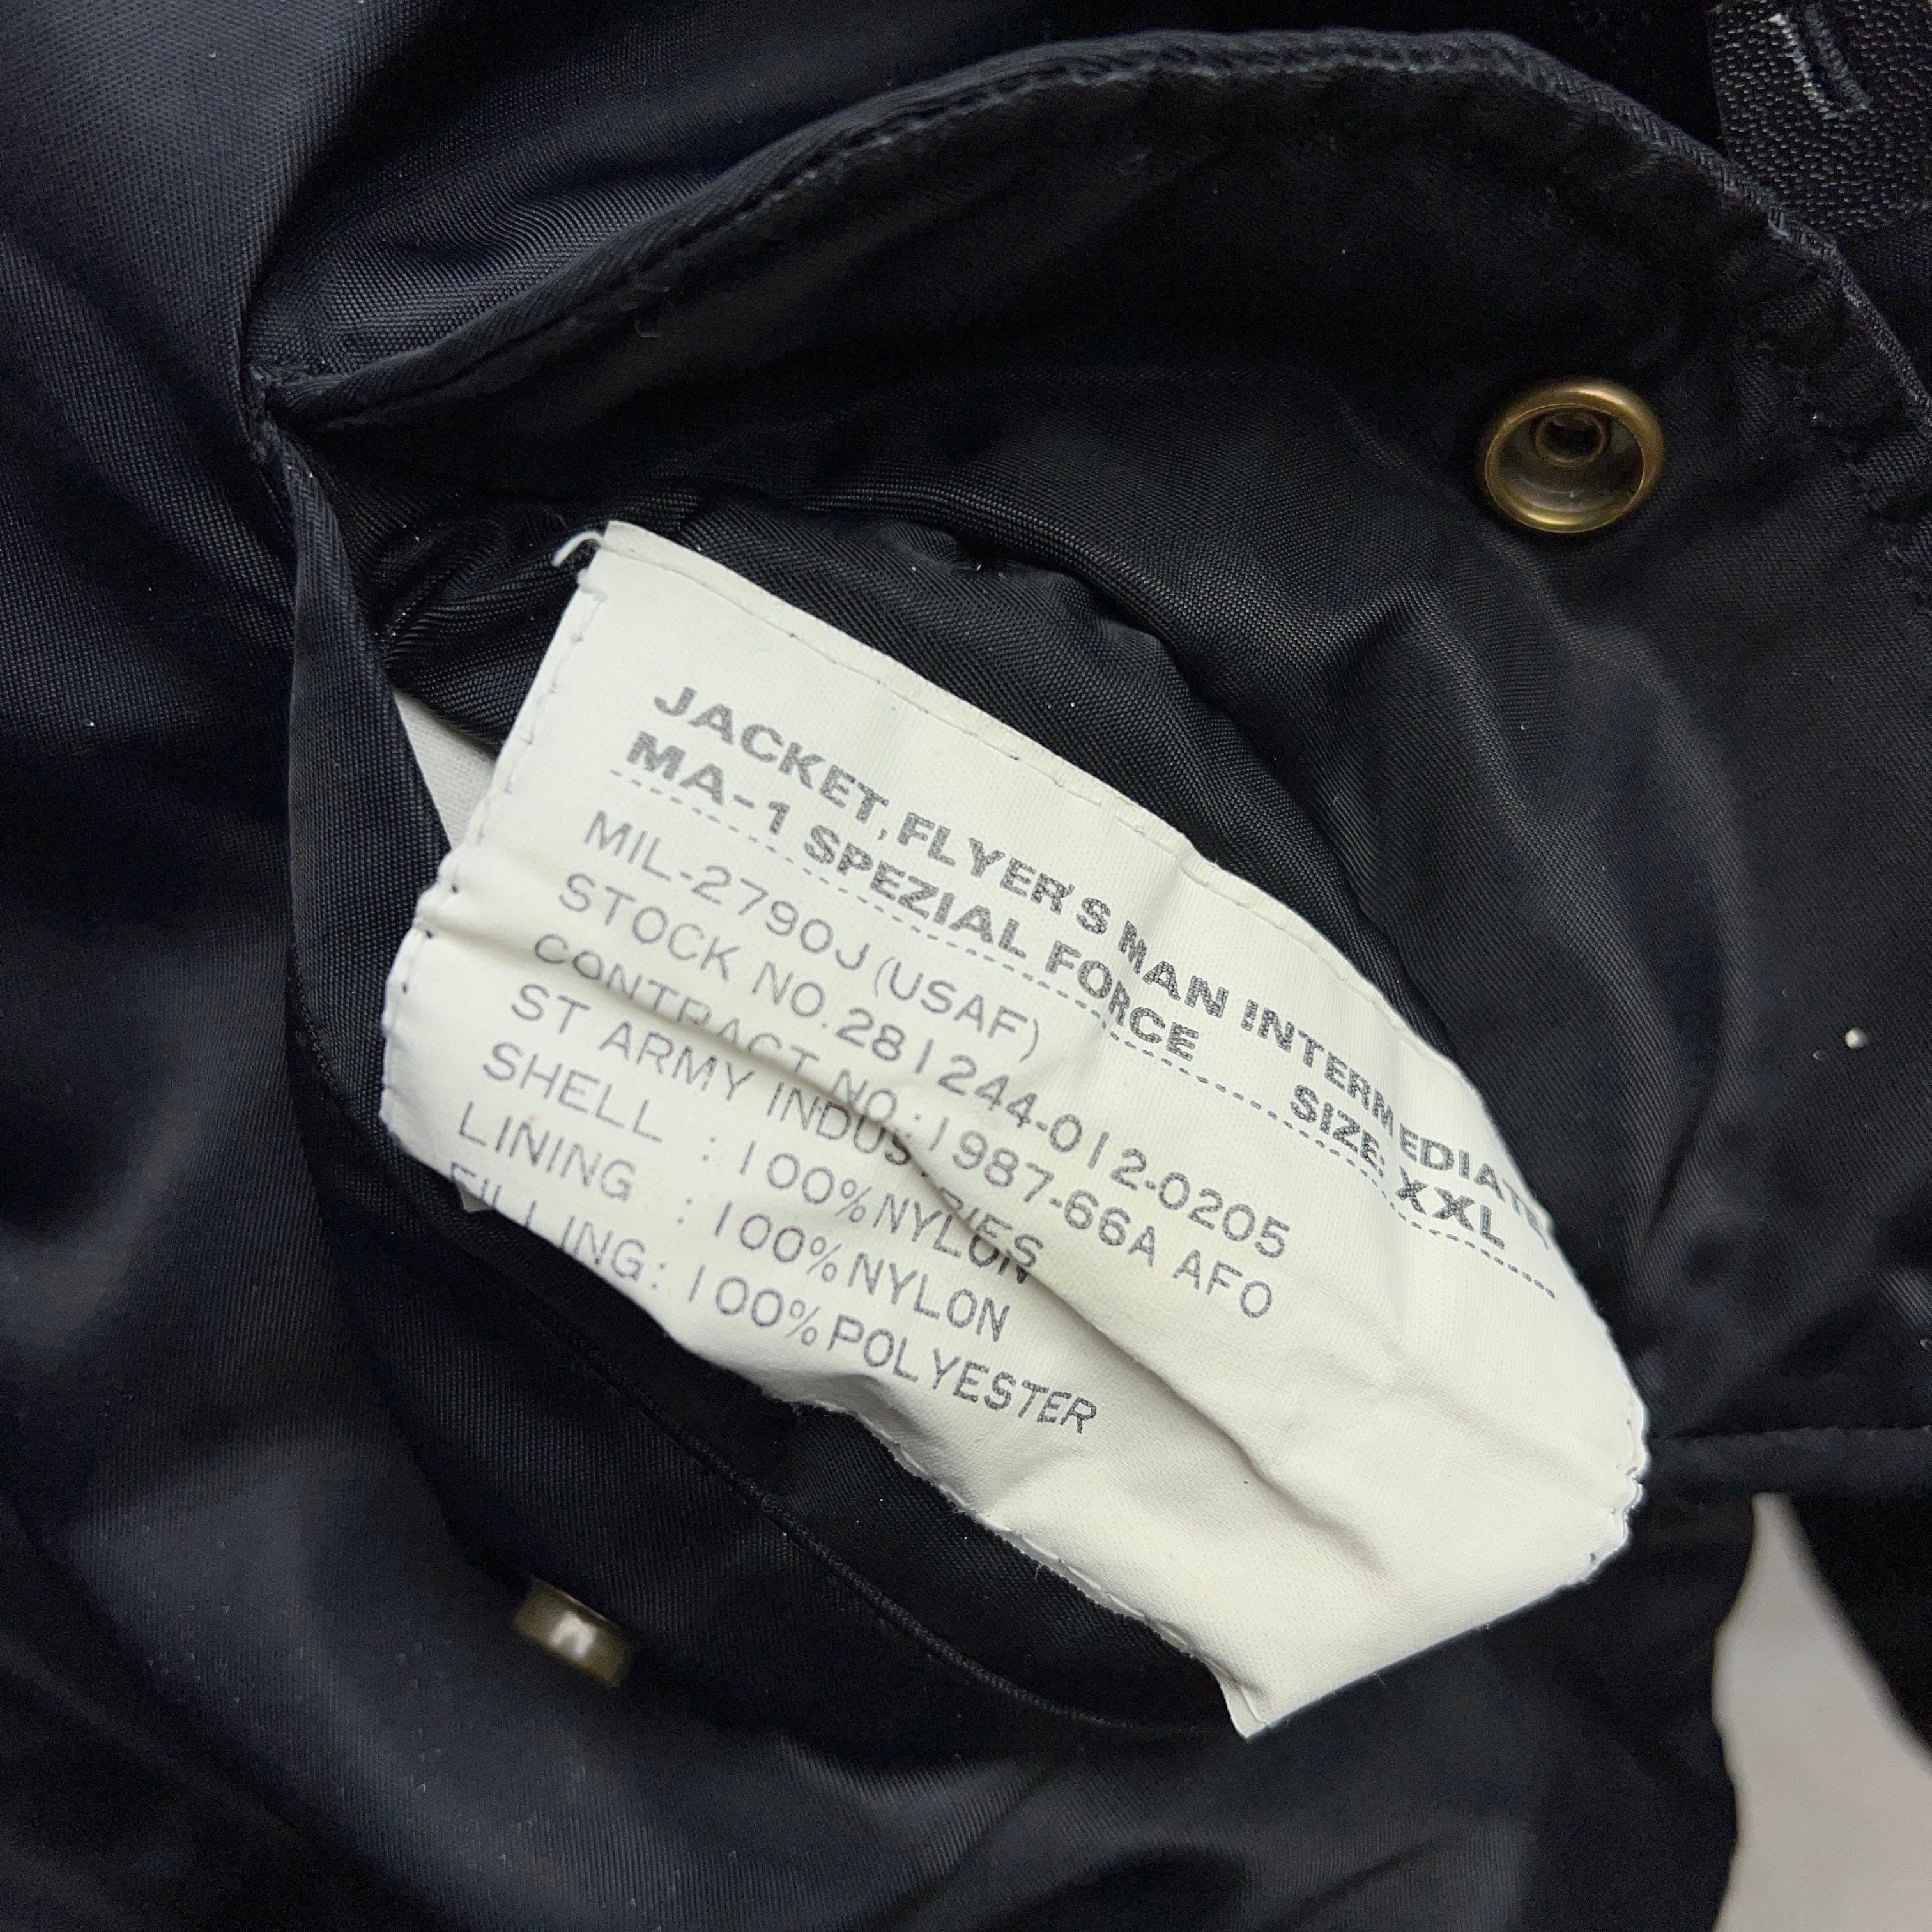 JACKET, FLYER'S MAN INTERMEDIATE,
MA-1 SPEZIAL FORCE SIZE: XXL
MIL-2790J (USAF)
STOCK NO. 281244-012-0205
CONTRACT NO.: 1987-66A AFO
ST ARMY INDUSTRIES
SHELL : 100% NYLON
LINING : 100% NYLON
FILLING: 100% POLYESTER